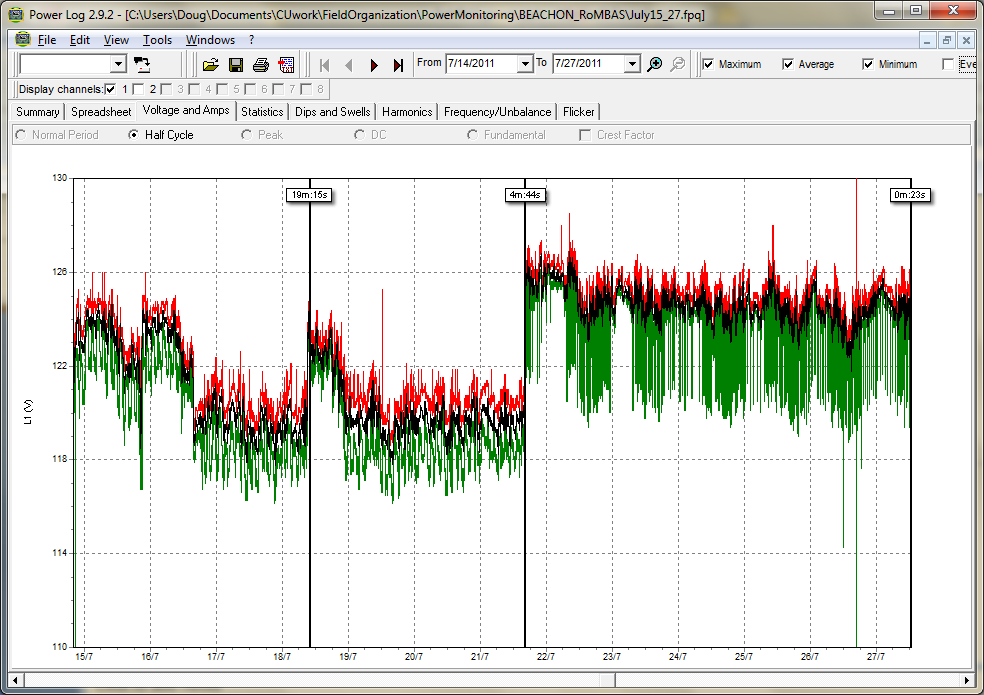 Power Log 2.9.2 - [C:\Users\Doug\Documents\CUwork\FieldOrganization\PowerMonitoring\BEACHON_RoMBAS\July15_27.fpq]
File Edit View Tools Windows ?
From 7/14/2011 To 7/27/2011 Maximum Average Minimum Eve
Display channels: 1 2 3 4 5 6 7 8
Summary Spreadsheet Voltage and Amps Statistics Dips and Swells Harmonics Frequency/Unbalance Flicker
Normal Period Half Cycle Peak DC Fundamental Crest Factor
130
19m:15s 4m:44s 0m:23s
126
122
L1 (V)
118
114
110
15/7 16/7 17/7 18/7 19/7 20/7 21/7 22/7 23/7 24/7 25/7 26/7 27/7